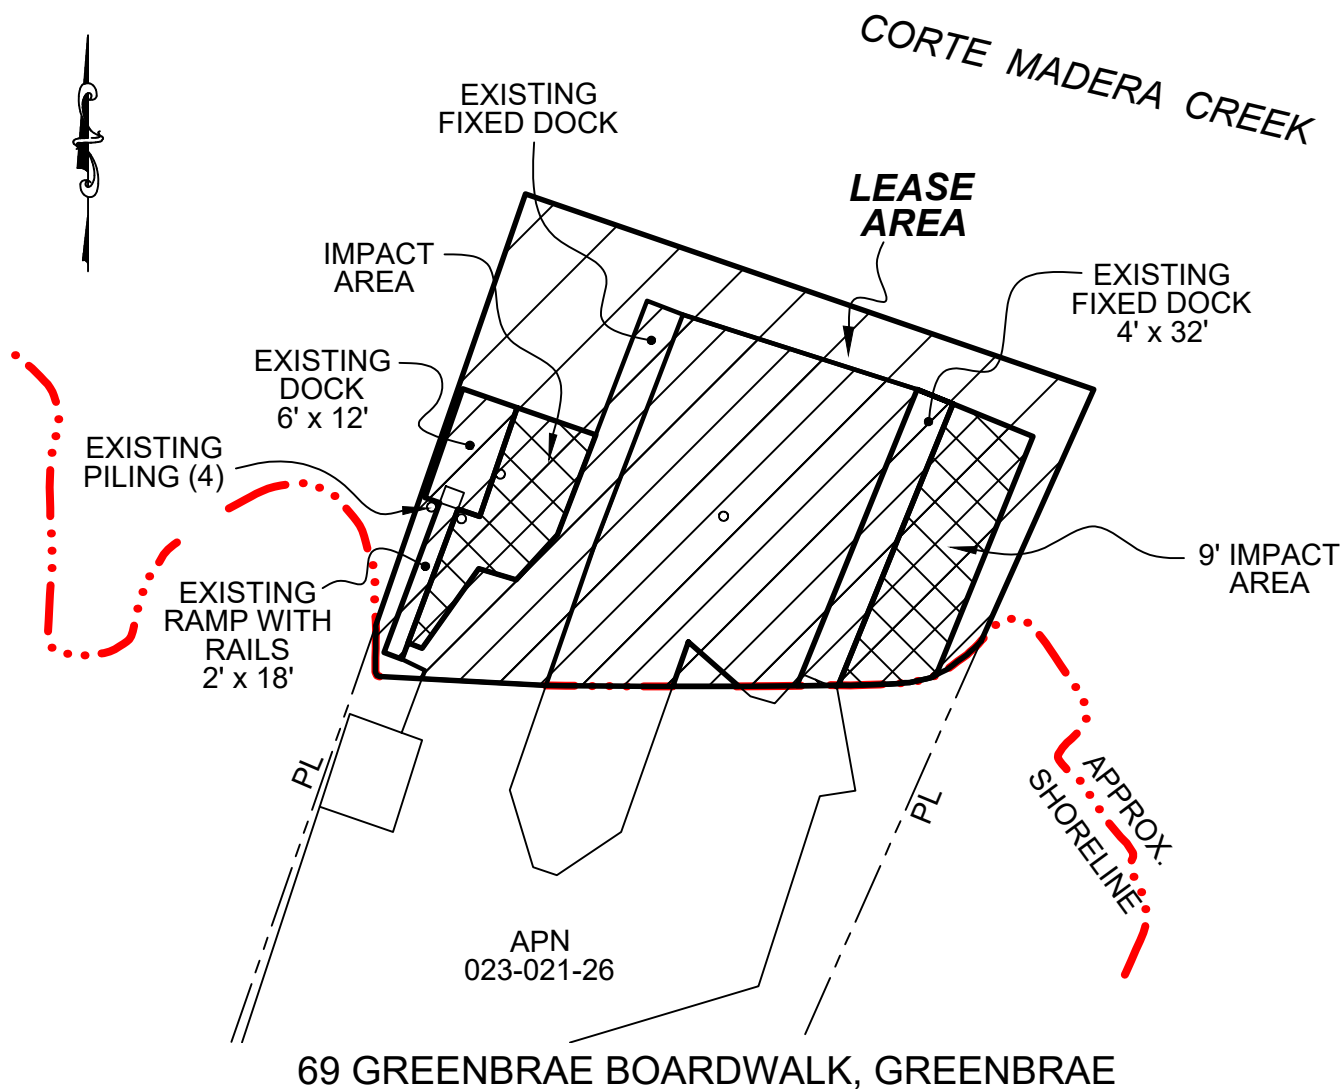 CORTE MADERA CREEK
EXISTING
FIXED DOCK
LEASE
AREA
IMPACT
AREA
EXISTING
FIXED DOCK
4' x 32'
EXISTING
DOCK
6' x 12'
EXISTING
PILING (4)
9' IMPACT
AREA
EXISTING
RAMP WITH
RAILS
2' x 18'
PL
PL
APPROX.
SHORELINE
APN
023-021-26
69 GREENBRAE BOARDWALK, GREENBRAE